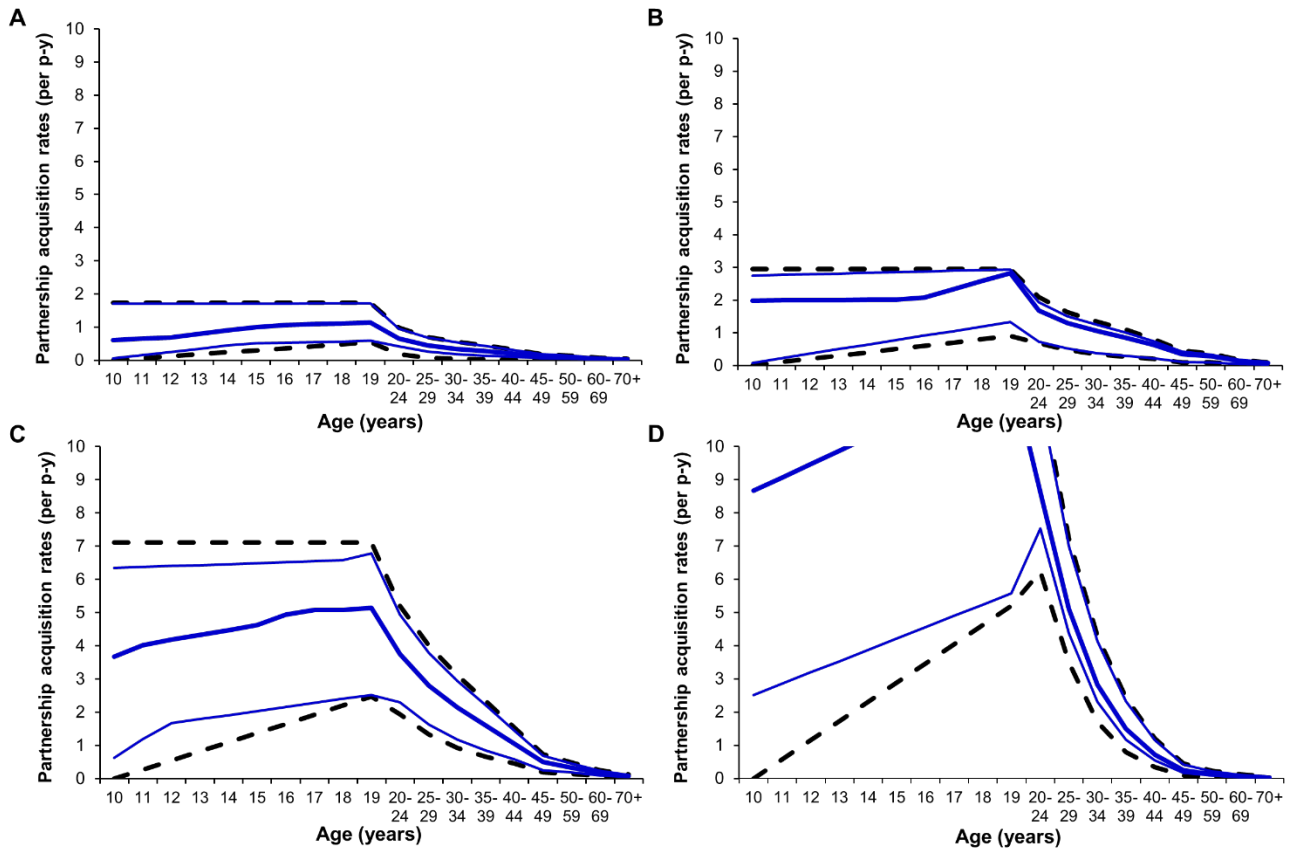 A
Partnership acquisition rates (per p-y)
10
9
8
7
6
5
4
3
2
1
0
10 11 12 13 14 15 16 17 18 19 20- 25- 30- 35- 40- 45- 50- 60- 70+
24 29 34 39 44 49 59 69
Age (years)
B
Partnership acquisition rates (per p-y)
10
9
8
7
6
5
4
3
2
1
0
10 11 12 13 14 15 16 17 18 19 20- 25- 30- 35- 40- 45- 50- 60- 70+
24 29 34 39 44 49 59 69
Age (years)
C
Partnership acquisition rates (per p-y)
10
9
8
7
6
5
4
3
2
1
0
10 11 12 13 14 15 16 17 18 19 20- 25- 30- 35- 40- 45- 50- 60- 70+
24 29 34 39 44 49 59 69
Age (years)
D
Partnership acquisition rates (per p-y)
10
9
8
7
6
5
4
3
2
1
0
10 11 12 13 14 15 16 17 18 19 20- 25- 30- 35- 40- 45- 50- 60- 70+
24 29 34 39 44 49 59 69
Age (years)